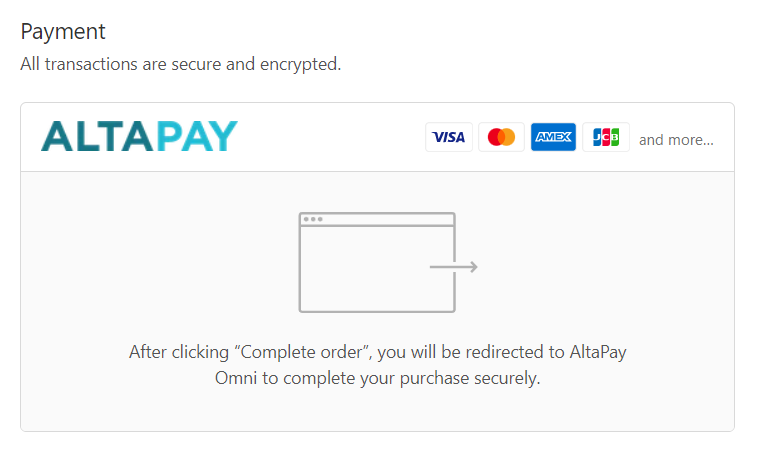 Payment
All transactions are secure and encrypted.
ALTAPAY
VISA
AMEX
JCB
and more...
After clicking “Complete order”, you will be redirected to AltaPay
Omni to complete your purchase securely.